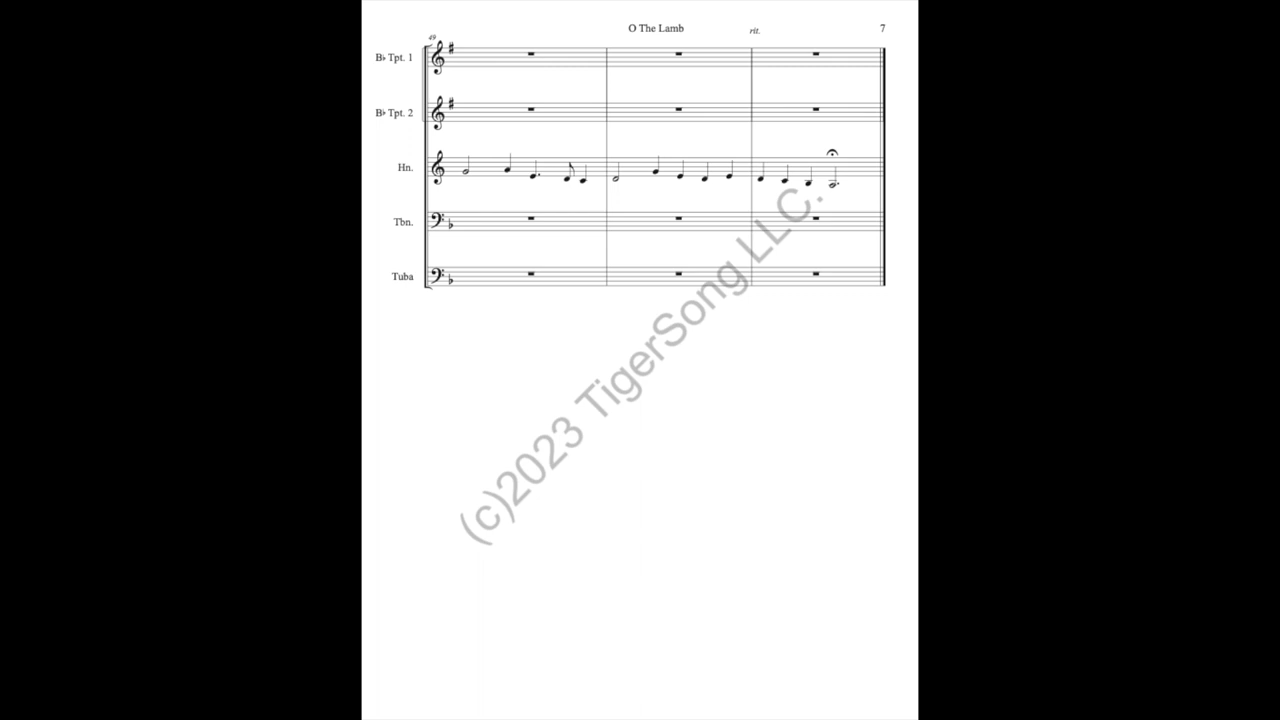 O The Lamb
rit.
7
49
B♭ Tpt. 1
B♭ Tpt. 2
Hn.
Tbn.
Tuba
(c)2023 TigerSong LLC.